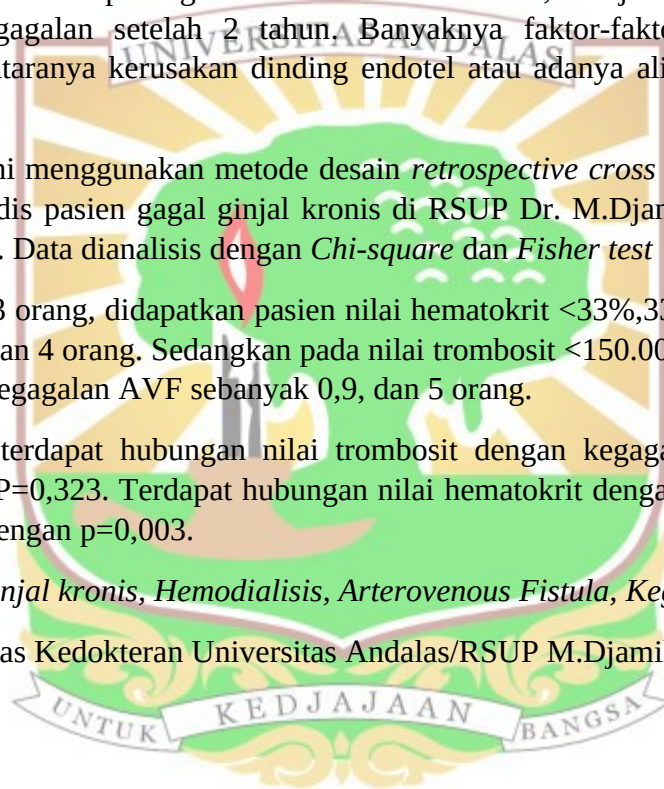 gagalan setelah 2 tahun. Banyaknya faktor-fakto
UNIVERSITAS ANDALAS
taranya kerusakan dinding endotel atau adanya ali
ni menggunakan metode desain retrospective cross
dis pasien gagal ginjal kronis di RSUP Dr. M.Djam
. Data dianalisis dengan Chi-square dan Fisher test
3 orang, didapatkan pasien nilai hematokrit <33%,33
an 4 orang. Sedangkan pada nilai trombosit <150.00
egagalan AVF sebanyak 0,9, dan 5 orang.
terdapat hubungan nilai trombosit dengan kegaga
P=0,323. Terdapat hubungan nilai hematokrit denga
engan p=0,003.
njal kronis, Hemodialisis, Arterovenous Fistula, Keg
as Kedokteran Universitas Andalas/RSUP M.Djami
UNTUK KEDJAJAAN BANGSA